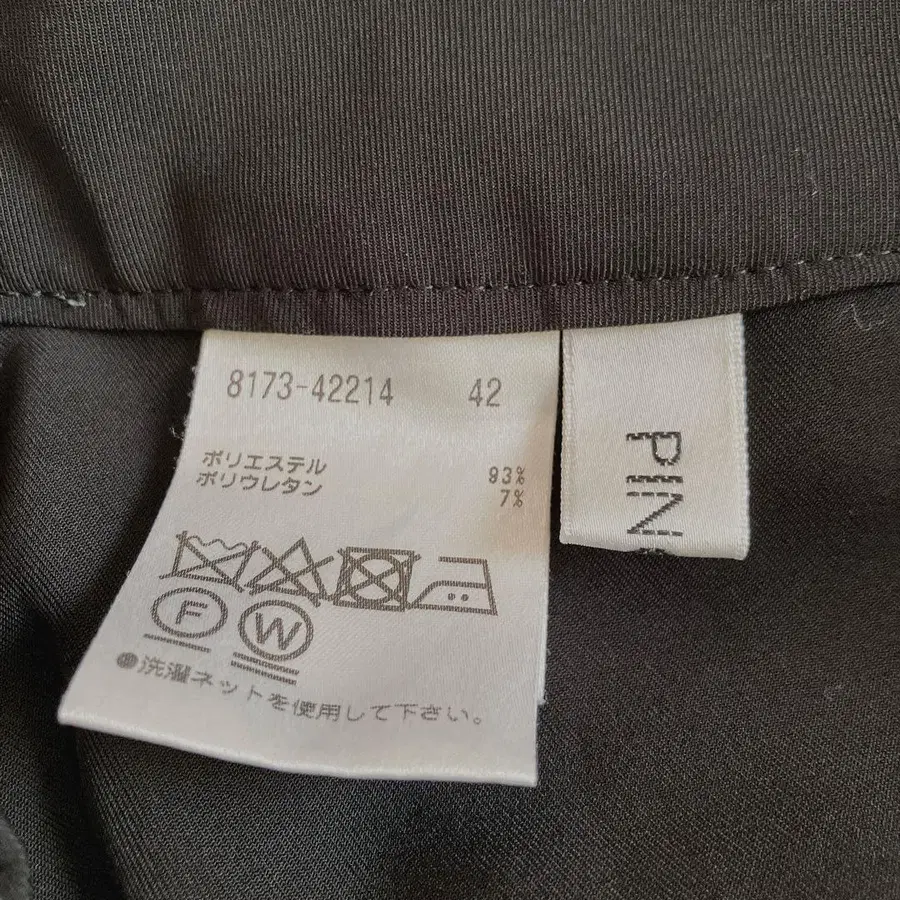 8173-42214 42
ポリエステル 93%
ポリウレタン 7%
F W
●洗濯ネットを使用して下さい。
PIN